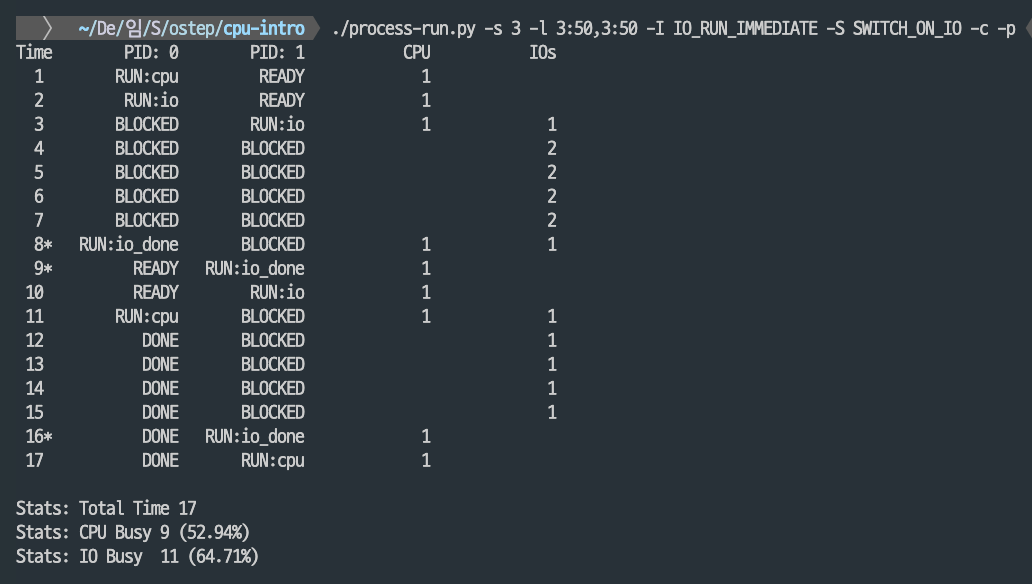 ~/De/임/S/ostep/cpu-intro ./process-run.py -s 3 -l 3:50,3:50 -I IO_RUN_IMMEDIATE -S SWITCH_ON_IO -c -p
Time PID: 0 PID: 1 CPU IOs
1 RUN:cpu READY 1
2 RUN:io READY 1
3 BLOCKED RUN:io 1 1
4 BLOCKED BLOCKED 2
5 BLOCKED BLOCKED 2
6 BLOCKED BLOCKED 2
7 BLOCKED BLOCKED 2
8* RUN:io_done BLOCKED 1 1
9* READY RUN:io_done 1
10 READY RUN:io 1
11 RUN:cpu BLOCKED 1 1
12 DONE BLOCKED 1
13 DONE BLOCKED 1
14 DONE BLOCKED 1
15 DONE BLOCKED 1
16* DONE RUN:io_done 1
17 DONE RUN:cpu 1
Stats: Total Time 17
Stats: CPU Busy 9 (52.94%)
Stats: IO Busy 11 (64.71%)